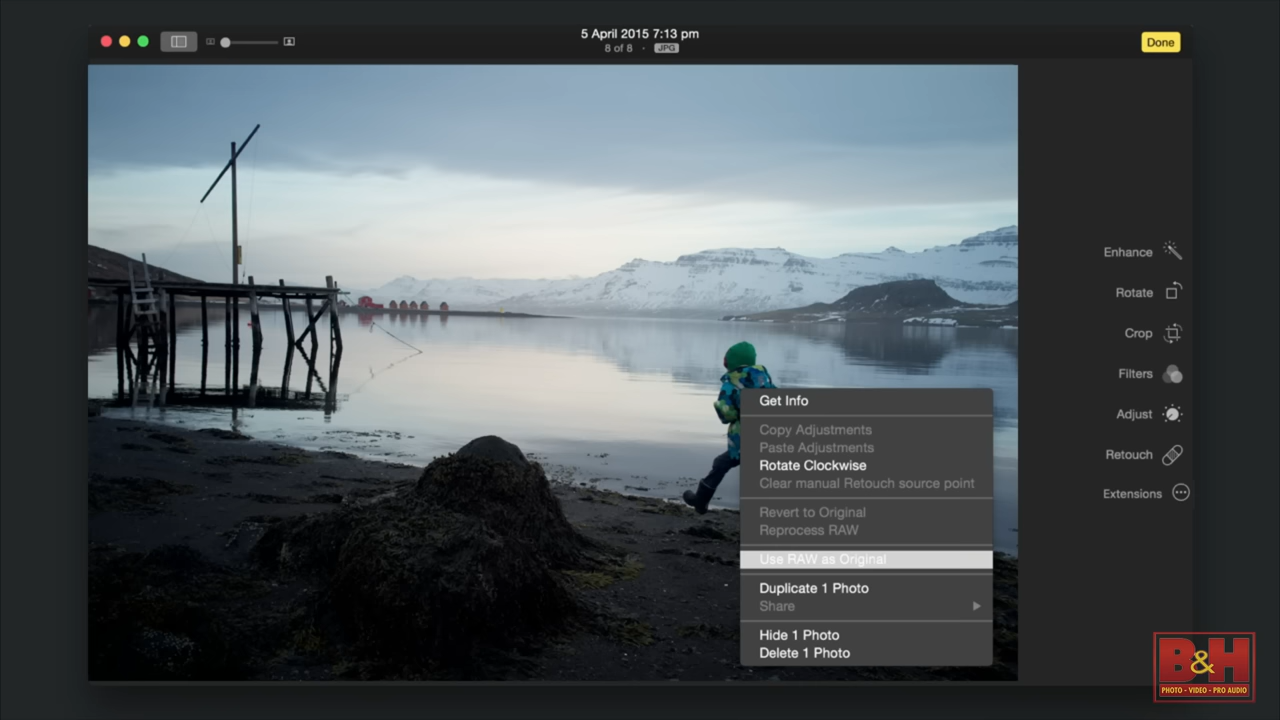 5 April 2015 7:13 pm
8 of 8 · JPG
Done
Enhance
Rotate
Crop
Filters
Adjust
Retouch
Extensions
Get Info
Copy Adjustments
Paste Adjustments
Rotate Clockwise
Clear manual Retouch source point
Revert to Original
Reprocess RAW
Use RAW as Original
Duplicate 1 Photo
Share
Hide 1 Photo
Delete 1 Photo
B&H
PHOTO - VIDEO - PRO AUDIO